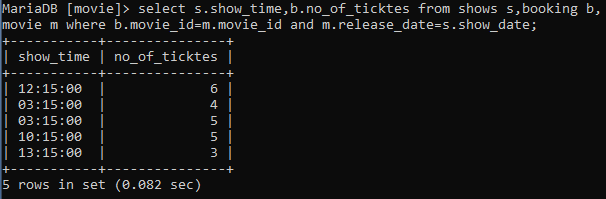 MariaDB [movie]> select s.show_time,b.no_of_ticktes from shows s,booking b,
movie m where b.movie_id=m.movie_id and m.release_date=s.show_date;
+-----------+---------------+
| show_time | no_of_ticktes |
+-----------+---------------+
| 12:15:00  |             6 |
| 03:15:00  |             4 |
| 03:15:00  |             5 |
| 10:15:00  |             5 |
| 13:15:00  |             3 |
+-----------+---------------+
5 rows in set (0.082 sec)